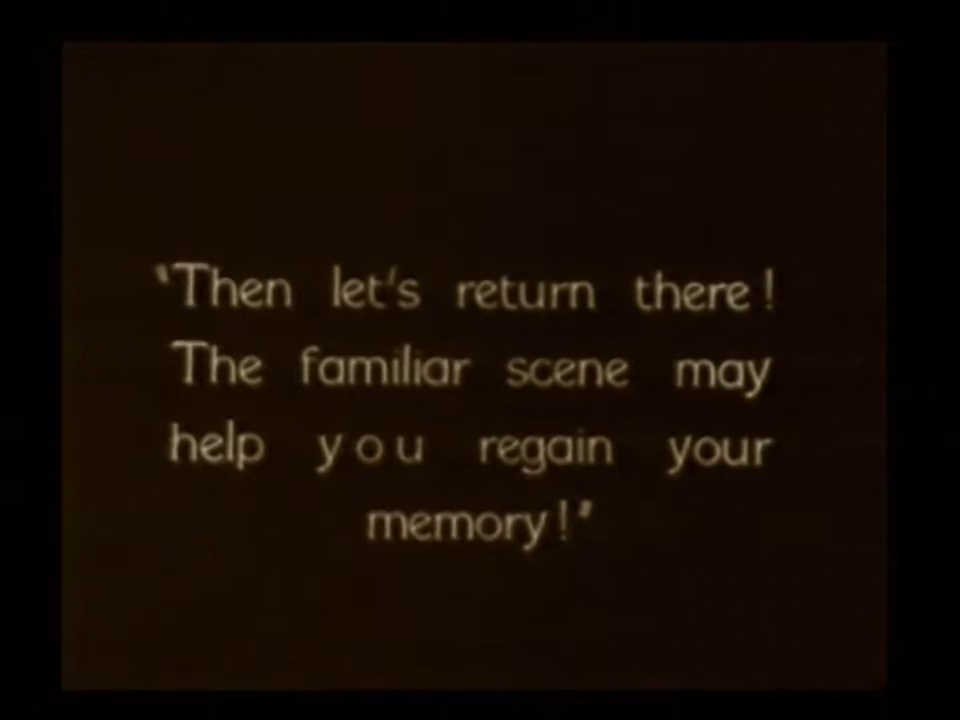 "Then let's return there!
The familiar scene may
help you regain your
memory!"